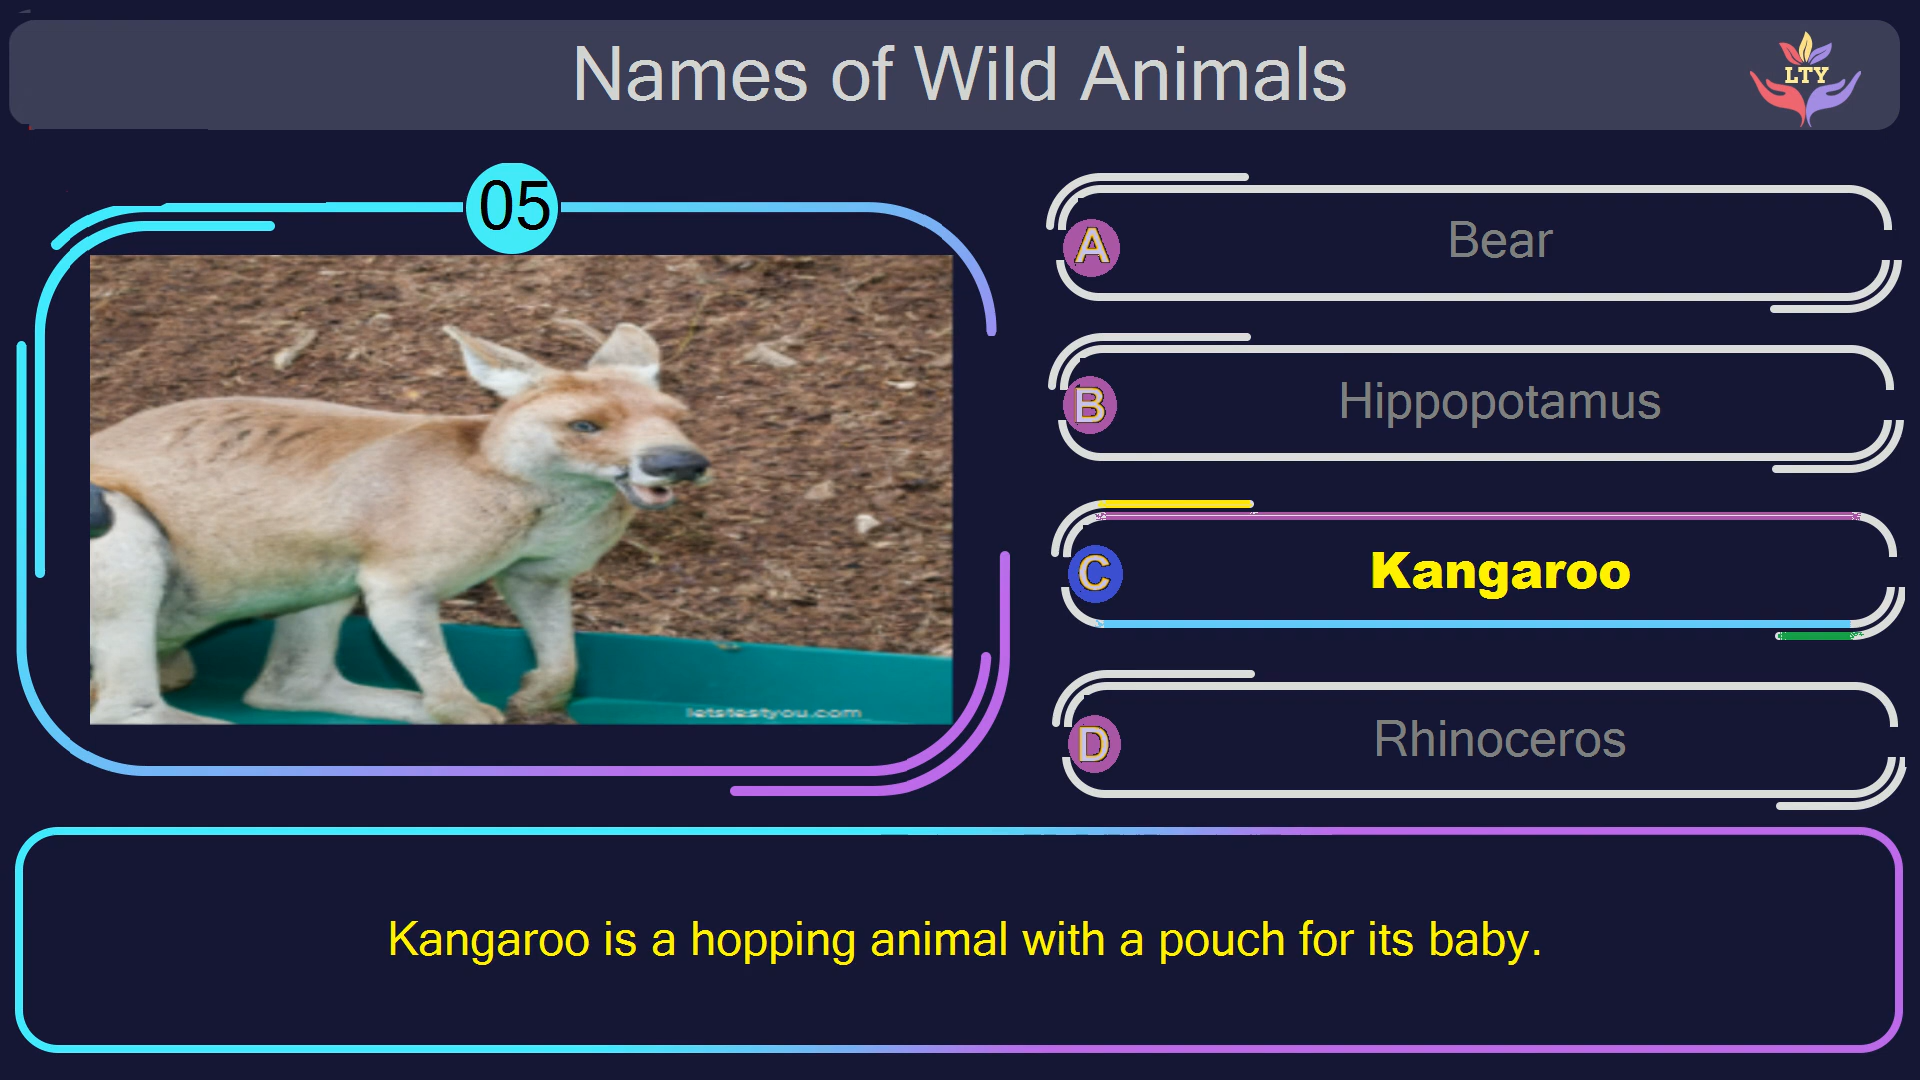 Names of Wild Animals
LTY
05
A
Bear
B
Hippopotamus
C
Kangaroo
D
Rhinoceros
letstestyou.com
Kangaroo is a hopping animal with a pouch for its baby.